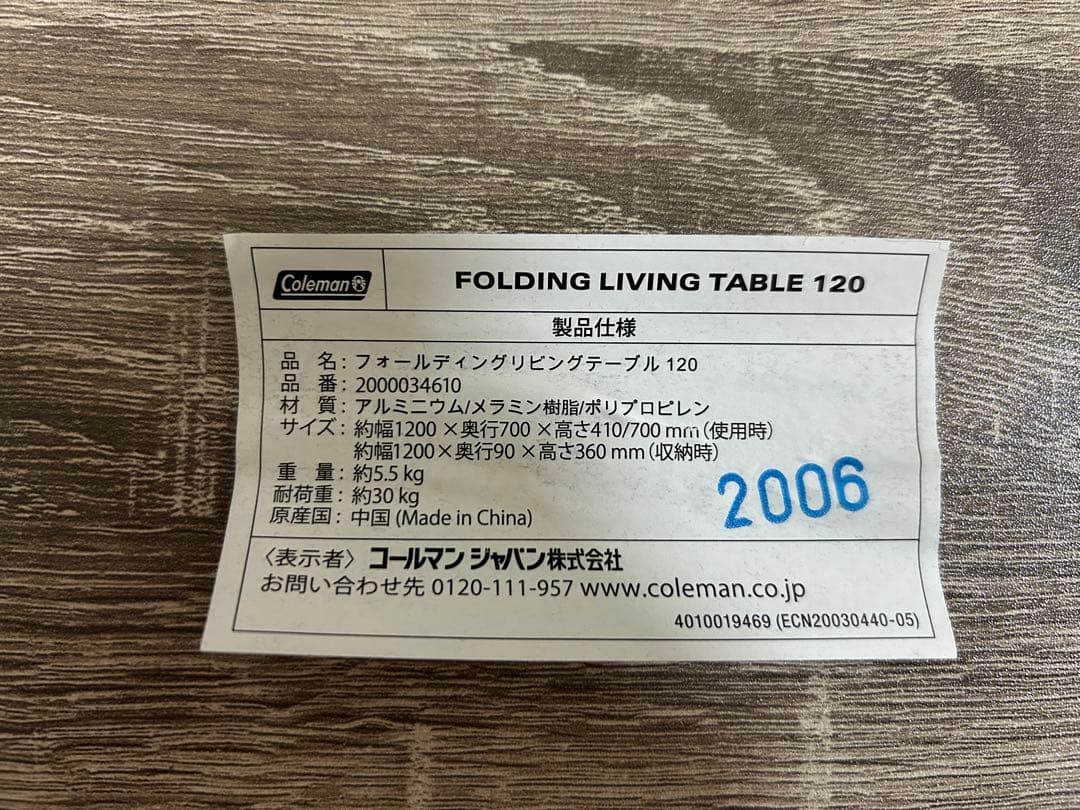 Coleman
FOLDING LIVING TABLE 120
製品仕様
品 名：フォールディングリビングテーブル 120
品 番：2000034610
材 質：アルミニウム/メラミン樹脂/ポリプロピレン
サイズ：約幅1200×奥行700×高さ410/700 mm（使用時）
約幅1200×奥行90×高さ360 mm（収納時）
重 量：約5.5 kg
耐荷重：約30 kg
原産国：中国 (Made in China)
2006
〈表示者〉コールマン ジャパン株式会社
お問い合わせ先 0120-111-957 www.coleman.co.jp
4010019469 (ECN20030440-05)